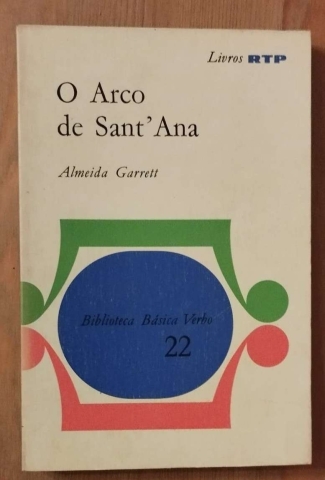 Livros RTP
O Arco
de Sant'Ana
Almeida Garrett
Biblioteca Básica Verbo
22